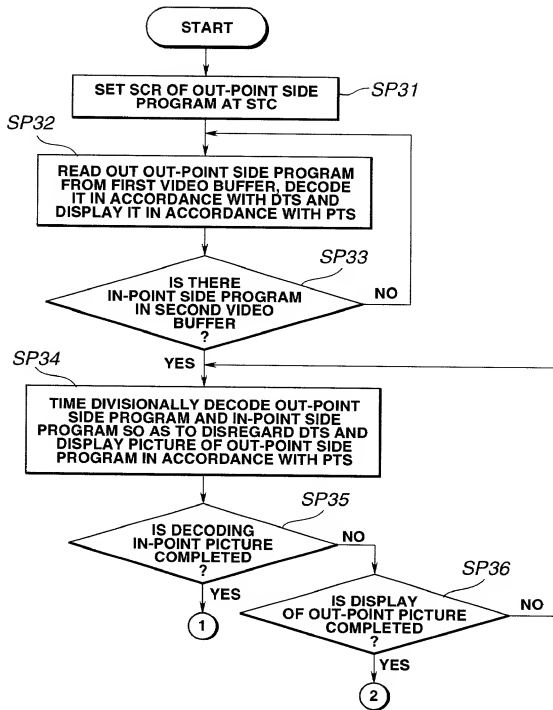 START
SET SCR OF OUT-POINT SIDE
PROGRAM AT STC
SP31
SP32
READ OUT OUT-POINT SIDE PROGRAM
FROM FIRST VIDEO BUFFER, DECODE
IT IN ACCORDANCE WITH DTS AND
DISPLAY IT IN ACCORDANCE WITH PTS
SP33
IS THERE
IN-POINT SIDE PROGRAM
IN SECOND VIDEO
BUFFER
?
NO
YES
SP34
TIME DIVISIONALLY DECODE OUT-POINT
SIDE PROGRAM AND IN-POINT SIDE
PROGRAM SO AS TO DISREGARD DTS AND
DISPLAY PICTURE OF OUT-POINT SIDE
PROGRAM IN ACCORDANCE WITH PTS
SP35
IS DECODING
IN-POINT PICTURE
COMPLETED
?
NO
YES
1
SP36
IS DISPLAY
OF OUT-POINT PICTURE
COMPLETED
?
NO
YES
2